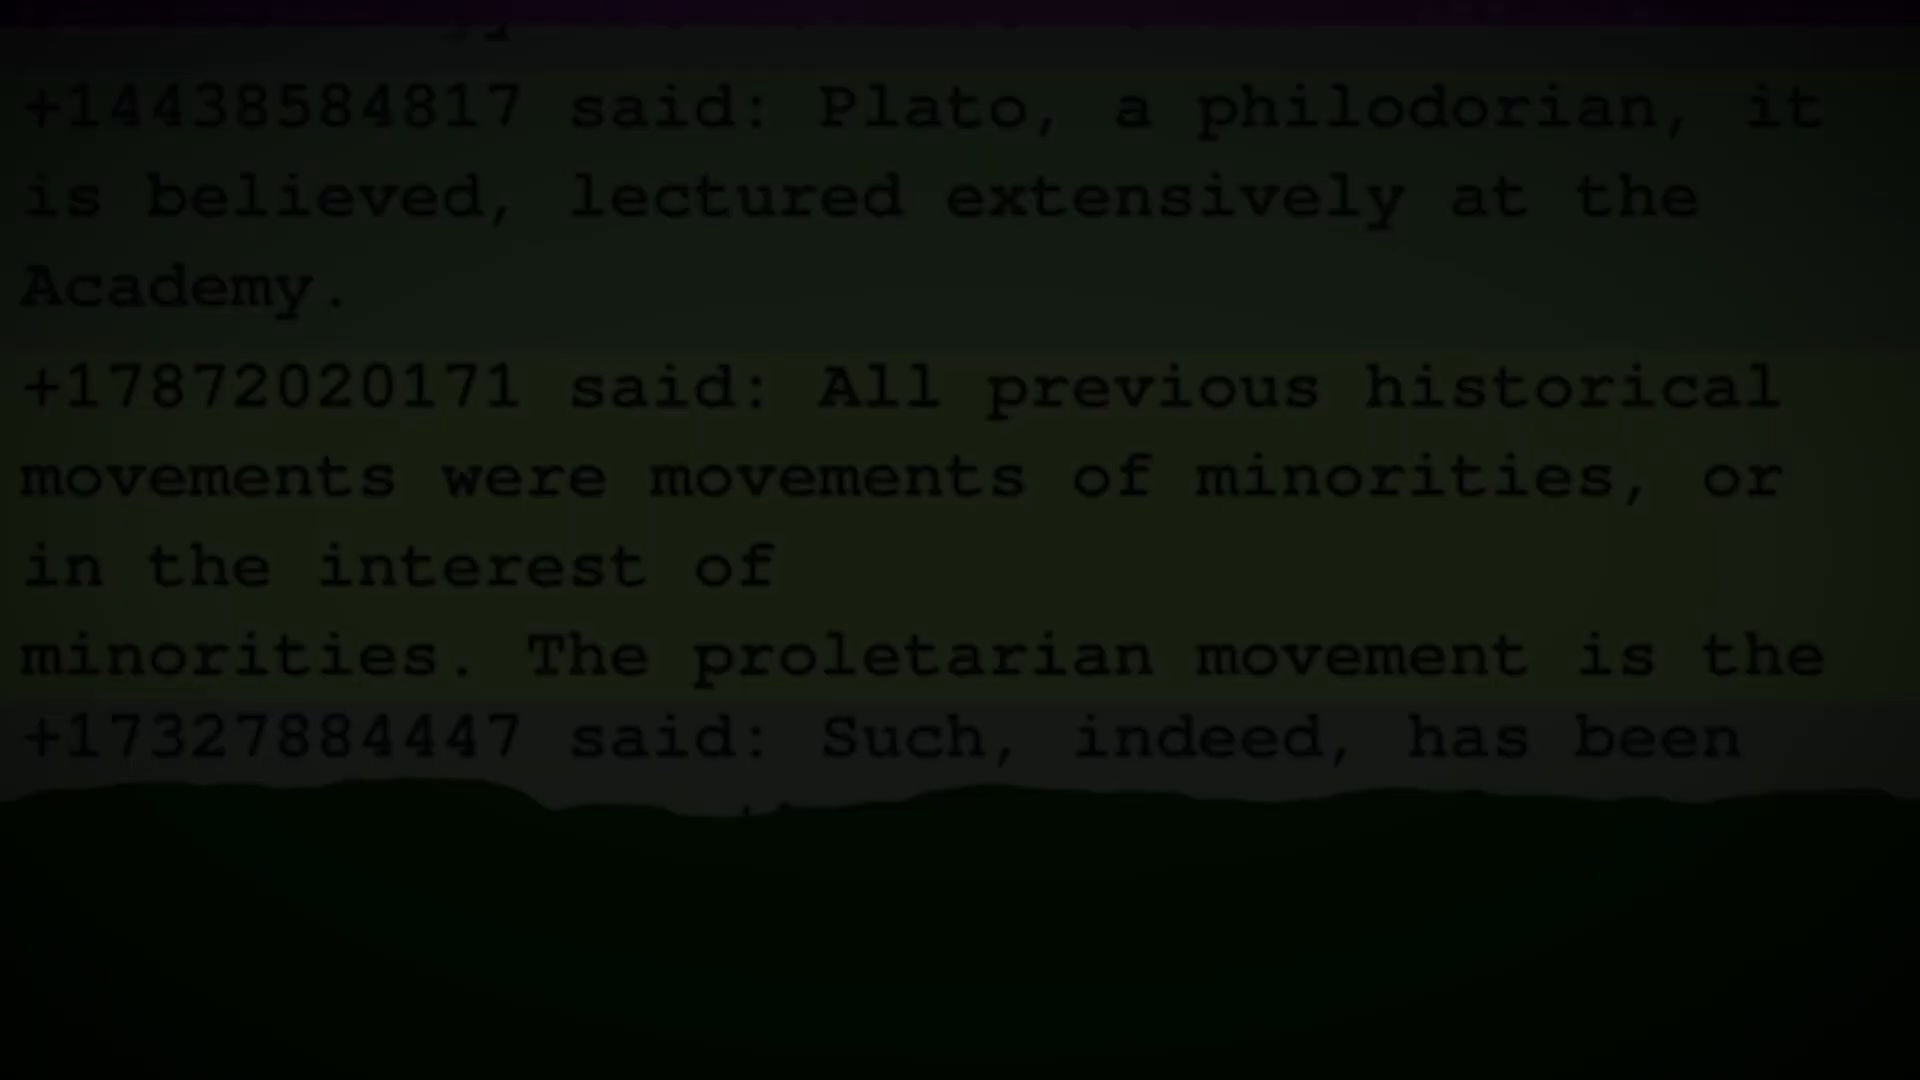 +14438584817 said: Plato, a philodorian, it
is believed, lectured extensively at the
Academy.
+17872020171 said: All previous historical
movements were movements of minorities, or
in the interest of
minorities. The proletarian movement is the
+17327884447 said: Such, indeed, has been